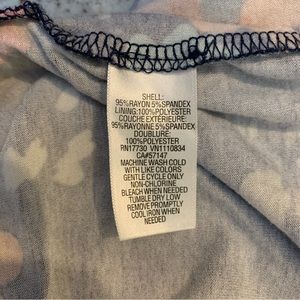 SHELL:
95%RAYON 5%SPANDEX
LINING:100%POLYESTER
COUCHE EXTERIEURE:
95%RAYONNE 5%SPANDEX
DOUBLURE:
100%POLYESTER
RN17730 VN1110834
CA#57147
MACHINE WASH COLD
WITH LIKE COLORS
GENTLE CYCLE ONLY
NON-CHLORINE
BLEACH WHEN NEEDED
TUMBLE DRY LOW
REMOVE PROMPTLY
COOL IRON WHEN
NEEDED